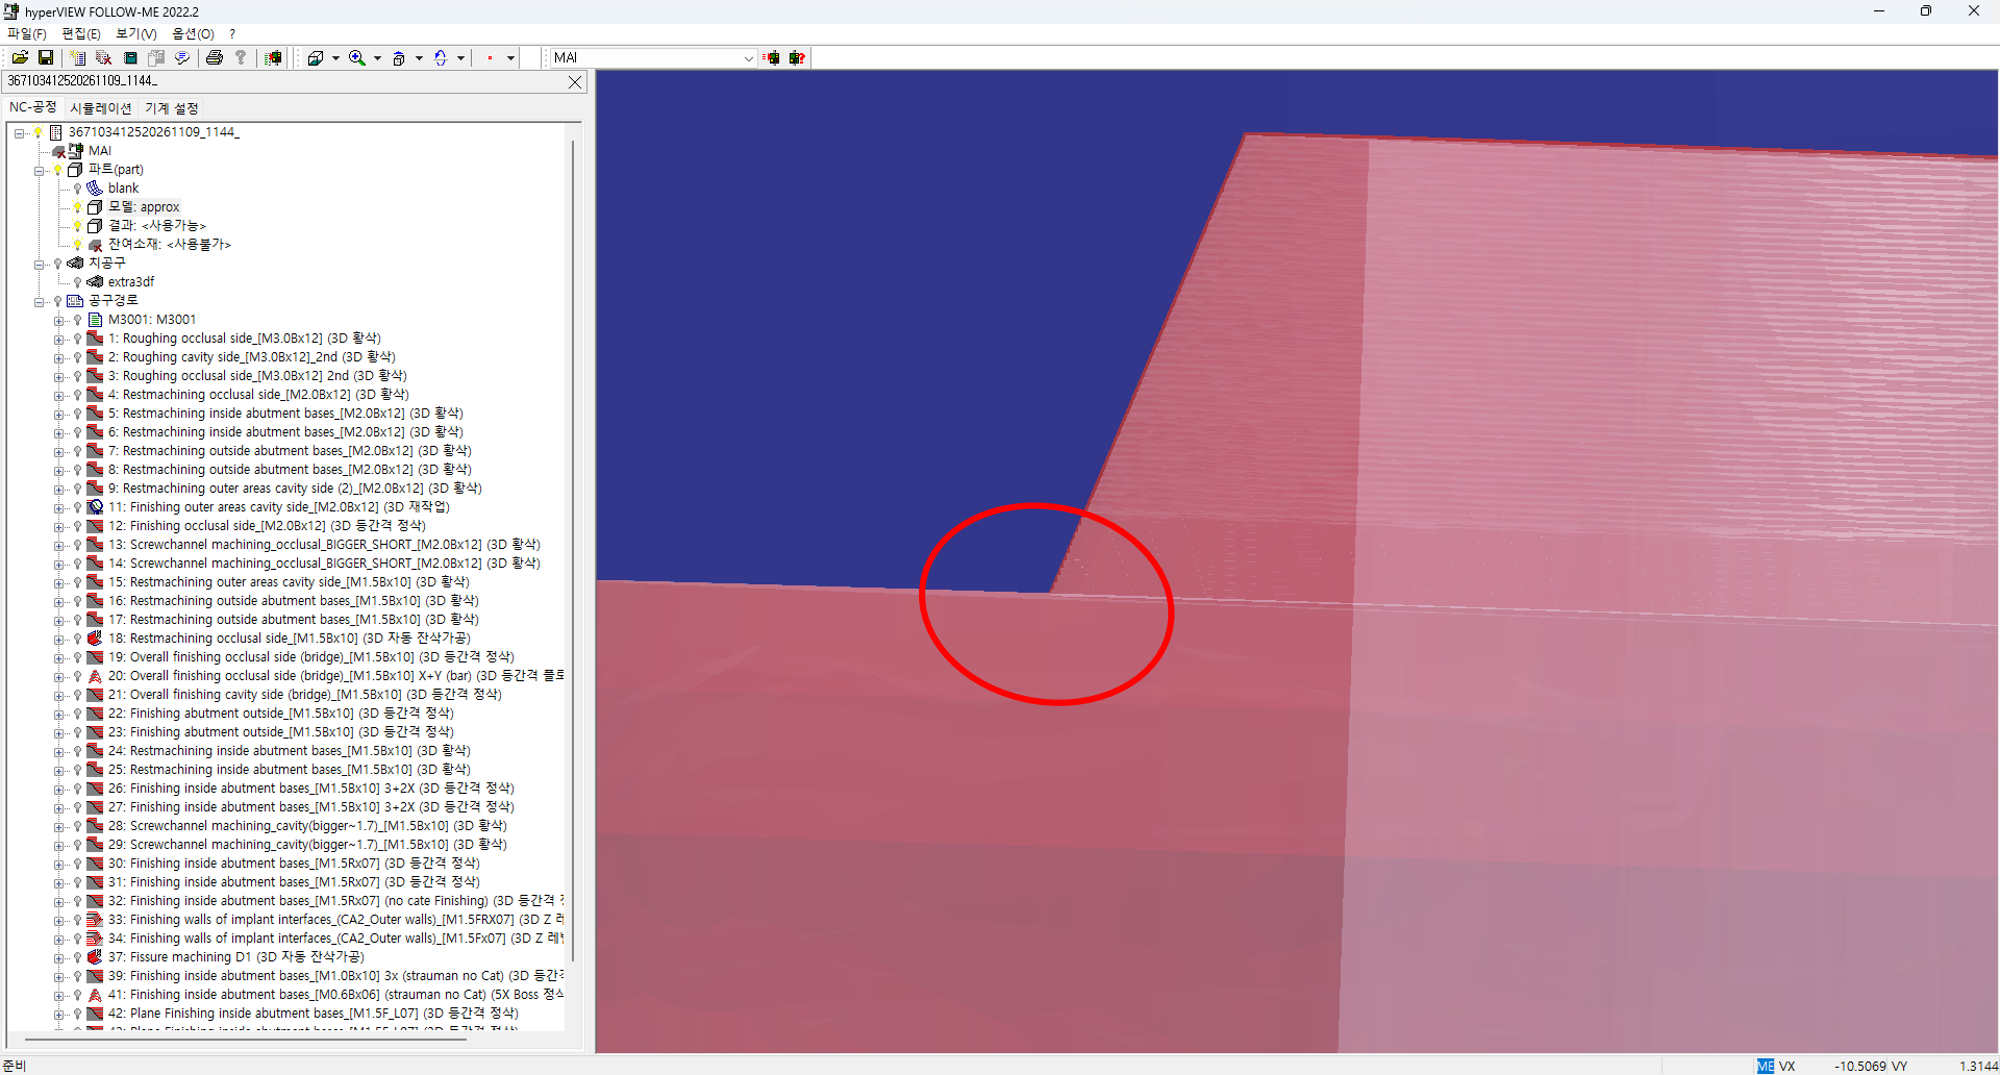 hyperVIEW FOLLOW-ME 2022.2
파일(F) 편집(E) 보기(V) 옵션(O) ?
MAI
367103412520261109_1144_
NC-공정 시뮬레이션 기계 설정
367103412520261109_1144_
MAI
파트(part)
blank
모델: approx
결과: <사용가능>
잔여소재: <사용불가>
치공구
extra3df
공구경로
M3001: M3001
1: Roughing occlusal side_[M3.0Bx12] (3D 황삭)
2: Roughing cavity side_[M3.0Bx12]_2nd (3D 황삭)
3: Roughing occlusal side_[M3.0Bx12] 2nd (3D 황삭)
4: Restmachining occlusal side_[M2.0Bx12] (3D 황삭)
5: Restmachining inside abutment bases_[M2.0Bx12] (3D 황삭)
6: Restmachining inside abutment bases_[M2.0Bx12] (3D 황삭)
7: Restmachining outside abutment bases_[M2.0Bx12] (3D 황삭)
8: Restmachining outside abutment bases_[M2.0Bx12] (3D 황삭)
9: Restmachining outer areas cavity side (2)_[M2.0Bx12] (3D 황삭)
11: Finishing outer areas cavity side_[M2.0Bx12] (3D 재작업)
12: Finishing occlusal side_[M2.0Bx12] (3D 등간격 정삭)
13: Screwchannel machining_occlusal_BIGGER_SHORT_[M2.0Bx12] (3D 황삭)
14: Screwchannel machining_occlusal_BIGGER_SHORT_[M2.0Bx12] (3D 황삭)
15: Restmachining outer areas cavity side_[M1.5Bx10] (3D 황삭)
16: Restmachining outside abutment bases_[M1.5Bx10] (3D 황삭)
17: Restmachining outside abutment bases_[M1.5Bx10] (3D 황삭)
18: Restmachining occlusal side_[M1.5Bx10] (3D 자동 잔삭가공)
19: Overall finishing occlusal side (bridge)_[M1.5Bx10] (3D 등간격 정삭)
20: Overall finishing occlusal side (bridge)_[M1.5Bx10] X+Y (bar) (3D 등간격 플로
21: Overall finishing cavity side (bridge)_[M1.5Bx10] (3D 등간격 정삭)
22: Finishing abutment outside_[M1.5Bx10] (3D 등간격 정삭)
23: Finishing abutment outside_[M1.5Bx10] (3D 등간격 정삭)
24: Restmachining inside abutment bases_[M1.5Bx10] (3D 황삭)
25: Restmachining inside abutment bases_[M1.5Bx10] (3D 황삭)
26: Finishing inside abutment bases_[M1.5Bx10] 3+2X (3D 등간격 정삭)
27: Finishing inside abutment bases_[M1.5Bx10] 3+2X (3D 등간격 정삭)
28: Screwchannel machining_cavity(bigger~1.7)_[M1.5Bx10] (3D 황삭)
29: Screwchannel machining_cavity(bigger~1.7)_[M1.5Bx10] (3D 황삭)
30: Finishing inside abutment bases_[M1.5Rx07] (3D 등간격 정삭)
31: Finishing inside abutment bases_[M1.5Rx07] (3D 등간격 정삭)
32: Finishing inside abutment bases_[M1.5Rx07] (no cate Finishing) (3D 등간격
33: Finishing walls of implant interfaces_(CA2_Outer walls)_[M1.5FRX07] (3D Z
34: Finishing walls of implant interfaces_(CA2_Outer walls)_[M1.5Fx07] (3D Z
37: Fissure machining D1 (3D 자동 잔삭가공)
39: Finishing inside abutment bases_[M1.0Bx10] 3x (strauman no Cat) (3D 등간
41: Finishing inside abutment bases_[M0.6Bx06] (strauman no Cat) (5X Boss 정
42: Plane Finishing inside abutment bases_[M1.5F_L07] (3D 등간격 정삭)
준비 ME VX -10.5069 VY 1.3144